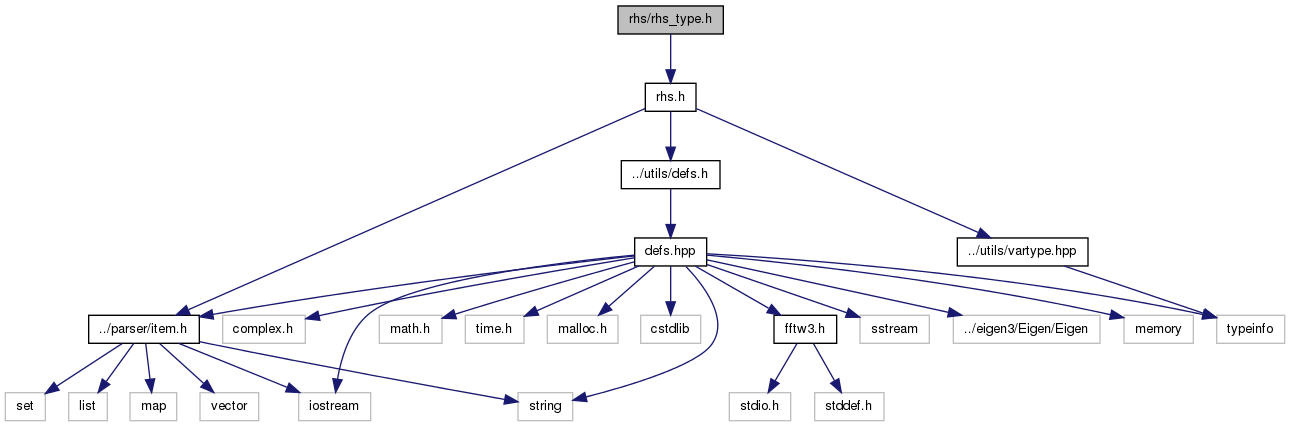 rhs/rhs_type.h
rhs.h
../utils/defs.h
defs.hpp
../utils/vartype.hpp
../parser/item.h
complex.h
math.h
time.h
malloc.h
cstdlib
fftw3.h
sstream
../eigen3/Eigen/Eigen
memory
typeinfo
set
list
map
vector
iostream
string
stdio.h
stddef.h